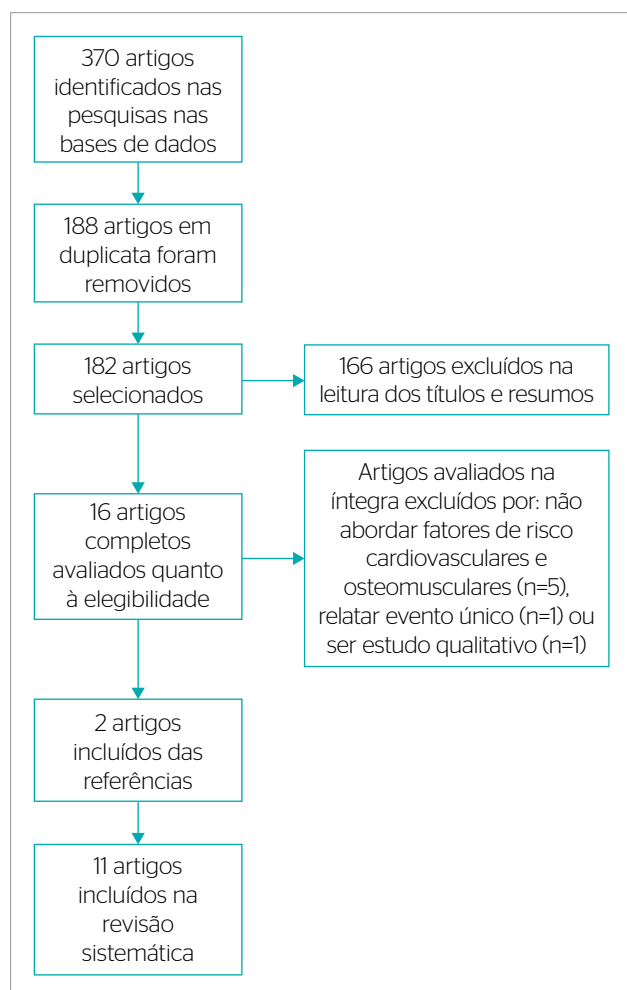 370 artigos
identificados nas
pesquisas nas
bases de dados
188 artigos em
duplicata foram
removidos
182 artigos
selecionados
166 artigos excluídos na
leitura dos títulos e resumos
16 artigos
completos
avaliados quanto
à elegibilidade
Artigos avaliados na
íntegra excluídos por: não
abordar fatores de risco
cardiovasculares e
osteomusculares (n=5),
relatar evento único (n=1) ou
ser estudo qualitativo (n=1)
2 artigos
incluídos das
referências
11 artigos
incluídos na
revisão
sistemática